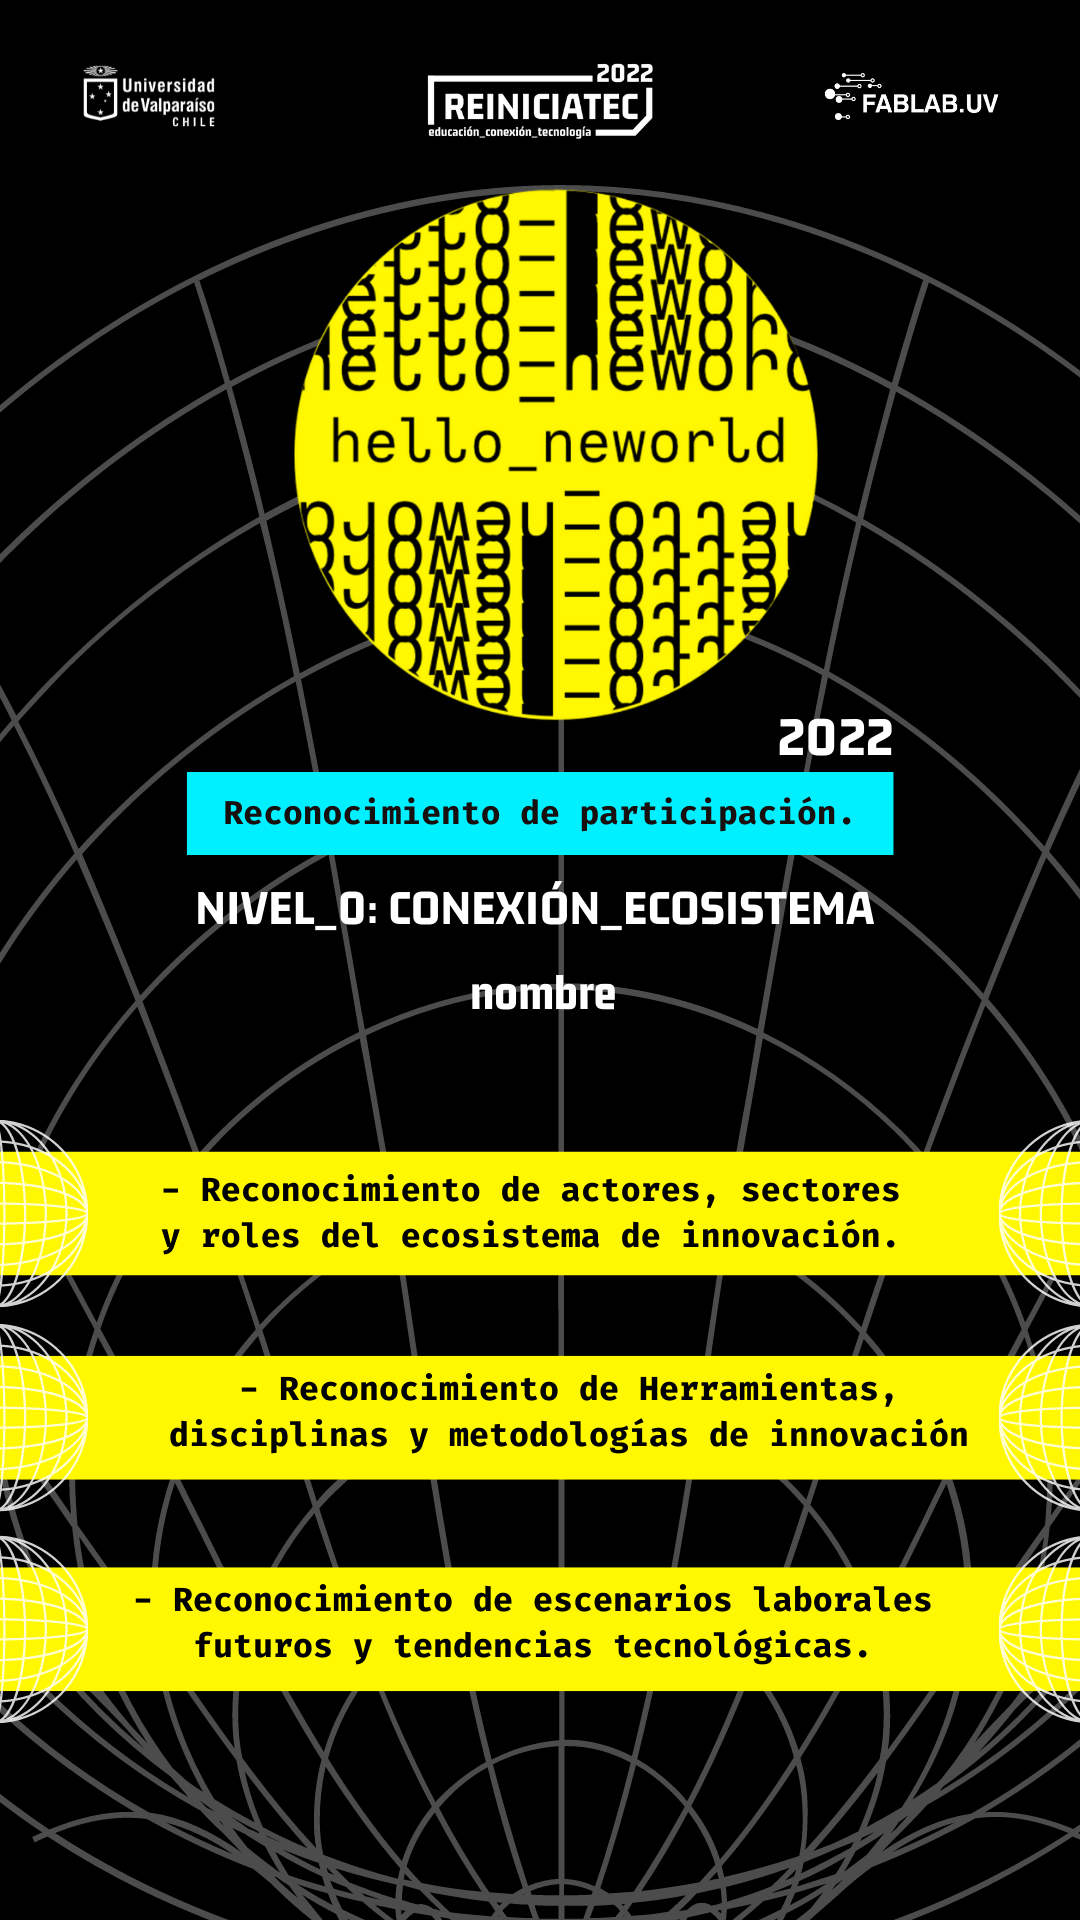 Universidad
de Valparaíso
CHILE
2022
REINICIATEC
educación_conexión_tecnología
FABLAB.UV
hello_neworld
2022
Reconocimiento de participación.
NIVEL_0: CONEXIÓN_ECOSISTEMA
nombre
- Reconocimiento de actores, sectores
y roles del ecosistema de innovación.
- Reconocimiento de Herramientas,
disciplinas y metodologías de innovación
- Reconocimiento de escenarios laborales
futuros y tendencias tecnológicas.